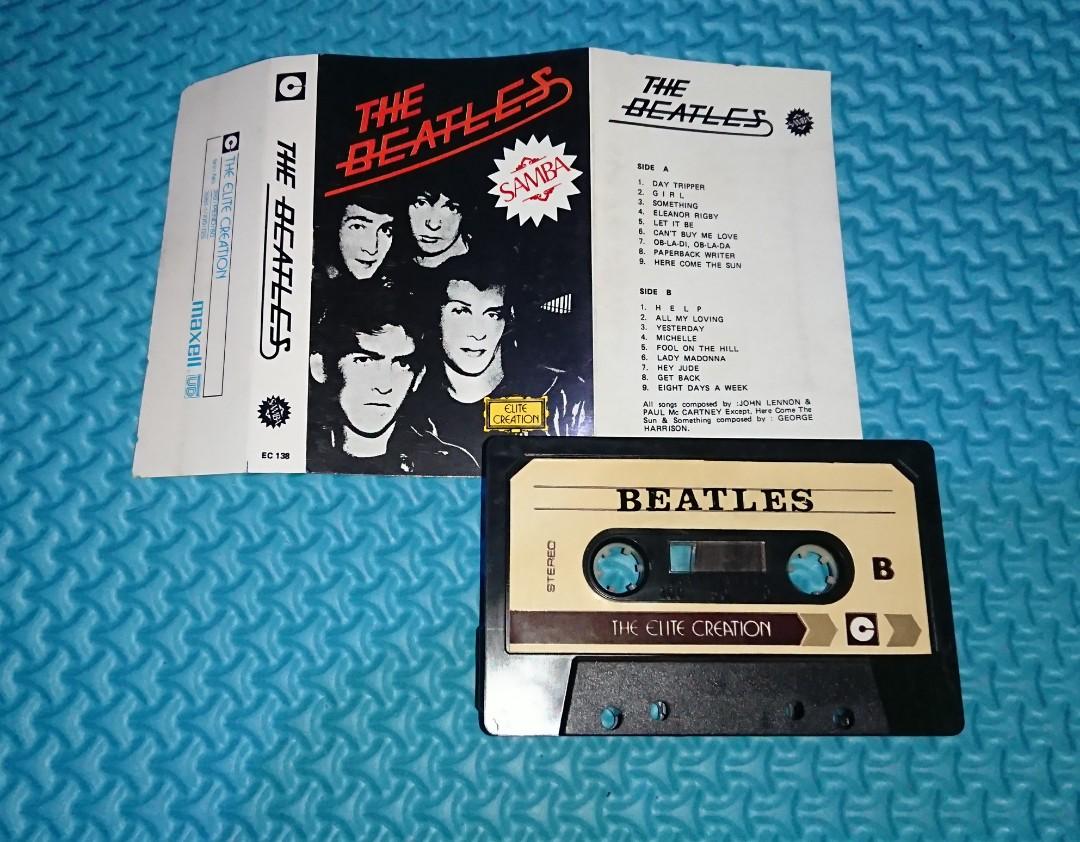 THE ELITE CREATION
maxell UD
THE BEATLES
EC 138
THE
BEATLES
SAMBA
ELITE
CREATION
THE
BEATLES
SIDE A
1. DAY TRIPPER
2. G I R L
3. SOMETHING
4. ELEANOR RIGBY
5. LET IT BE
6. CAN'T BUY ME LOVE
7. OB-LA-DI, OB-LA-DA
8. PAPERBACK WRITER
9. HERE COME THE SUN
SIDE B
1. H E L P
2. ALL MY LOVING
3. YESTERDAY
4. MICHELLE
5. FOOL ON THE HILL
6. LADY MADONNA
7. HEY JUDE
8. GET BACK
9. EIGHT DAYS A WEEK
All songs composed by :JOHN LENNON &
PAUL Mc CARTNEY Except, Here Come The
Sun & Something composed by : GEORGE
HARRISON.
BEATLES
STEREO
B
THE ELITE CREATION